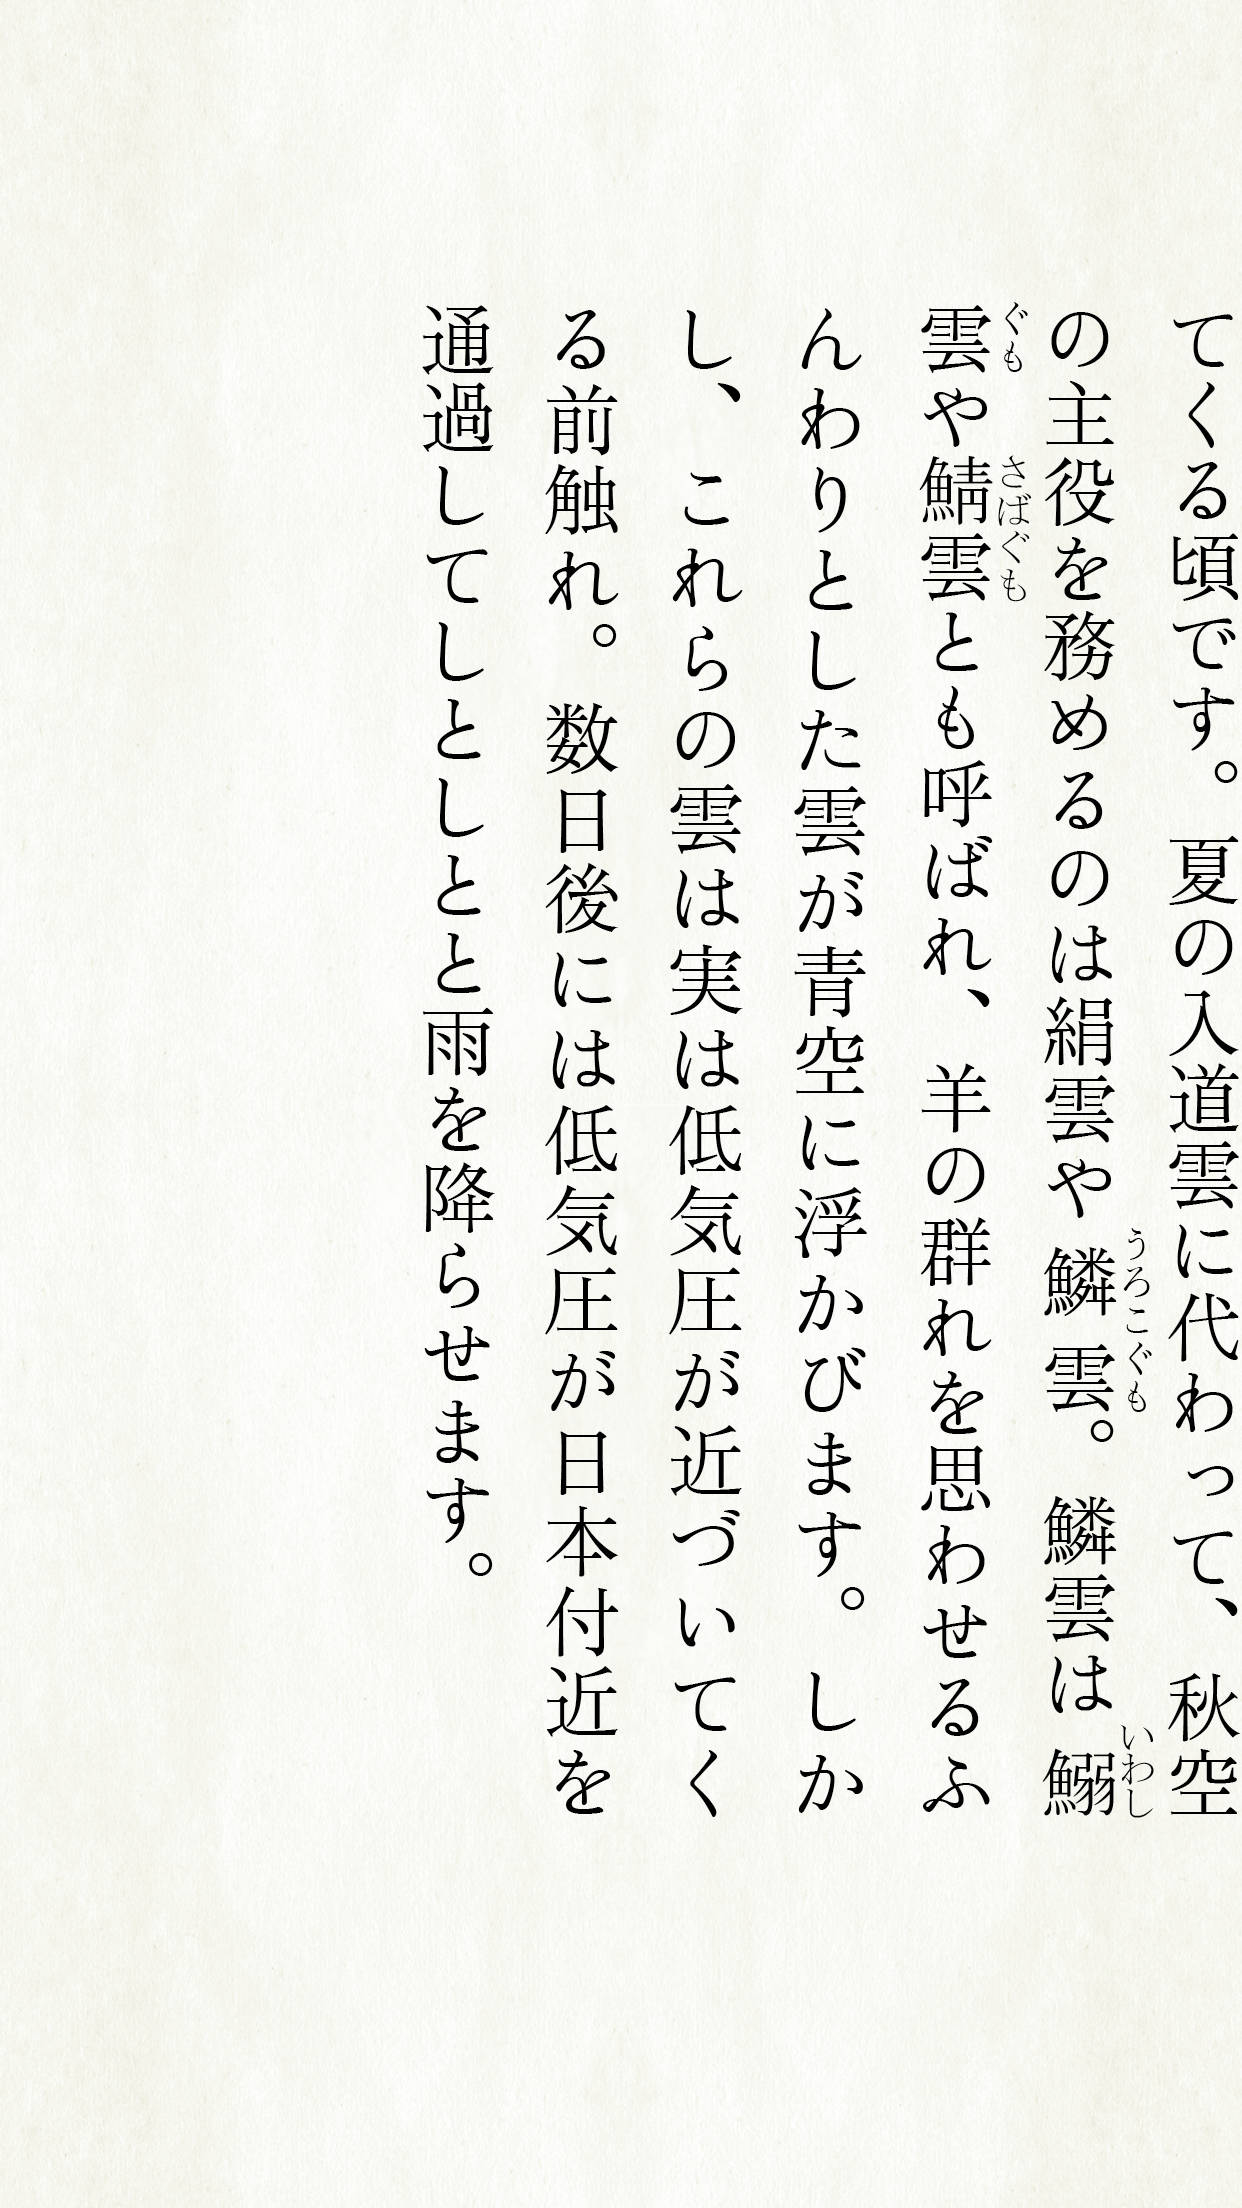 てくる頃です。夏の入道雲に代わって、秋空
の主役を務めるのは絹雲や鱗雲。鱗雲は鰯
雲や鯖雲とも呼ばれ、羊の群れを思わせるふ
んわりとした雲が青空に浮かびます。しか
し、これらの雲は実は低気圧が近づいてく
る前触れ。数日後には低気圧が日本付近を
通過してしとしとと雨を降らせます。
うろこぐも
いわし
ぐも
さばぐも